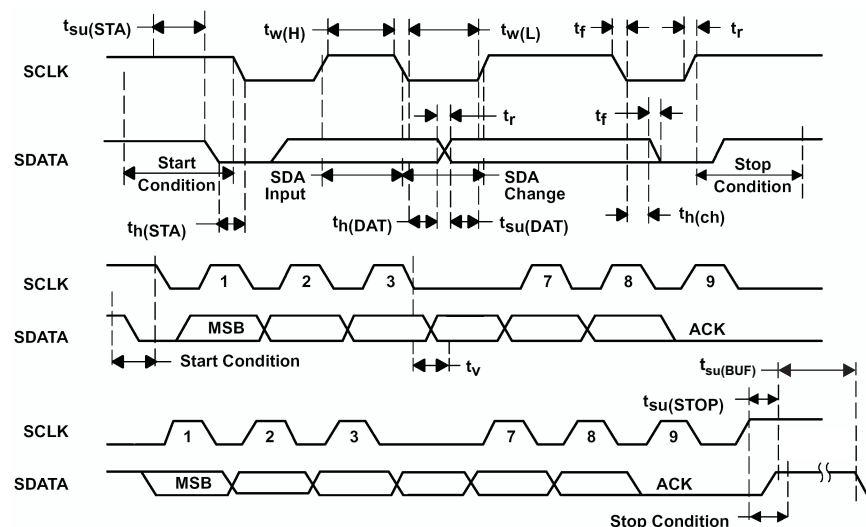 tsu(STA)
tw(H)
tw(L)
tf
tr
SCLK
tr
tf
SDATA
Start
Condition
SDA
Input
SDA
Change
Stop
Condition
th(STA)
th(DAT)
tsu(DAT)
th(ch)
SCLK
1
2
3
7
8
9
SDATA
MSB
ACK
Start Condition
tv
tsu(BUF)
tsu(STOP)
SCLK
1
2
3
7
8
9
SDATA
MSB
ACK
Stop Condition